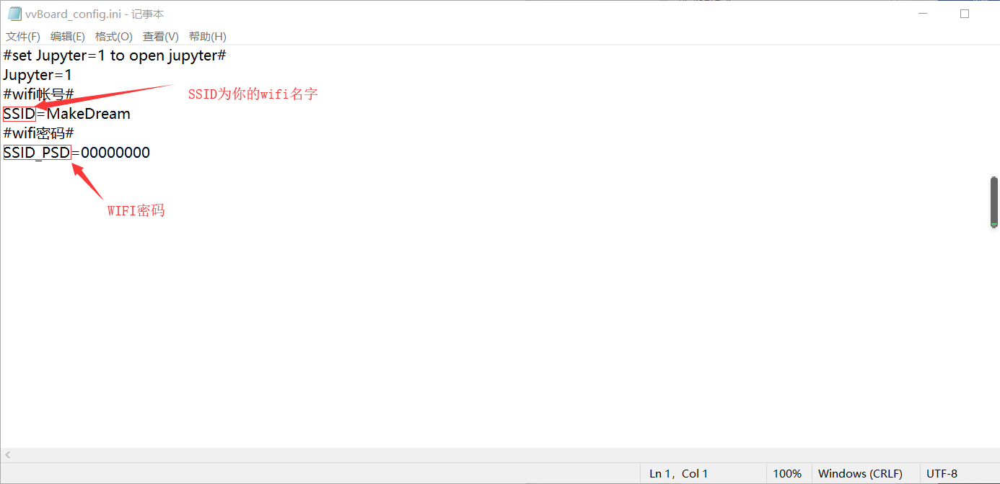 vvBoard_config.ini - 记事本
文件(F) 编辑(E) 格式(O) 查看(V) 帮助(H)
#set Jupyter=1 to open jupyter#
Jupyter=1
#wifi帐号#
SSID为你的wifi名字
SSID=MakeDream
#wifi密码#
SSID_PSD=00000000
WIFI密码
Ln 1, Col 1 100% Windows (CRLF) UTF-8